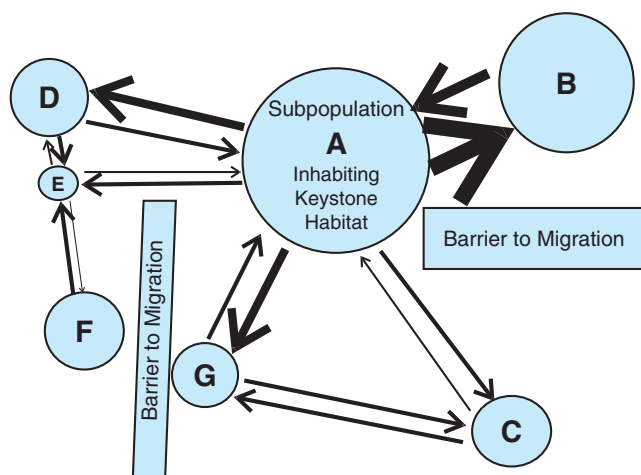 D
B
Subpopulation
A
Inhabiting
Keystone
Habitat
E
Barrier to Migration
Barrier to Migration
F
G
C